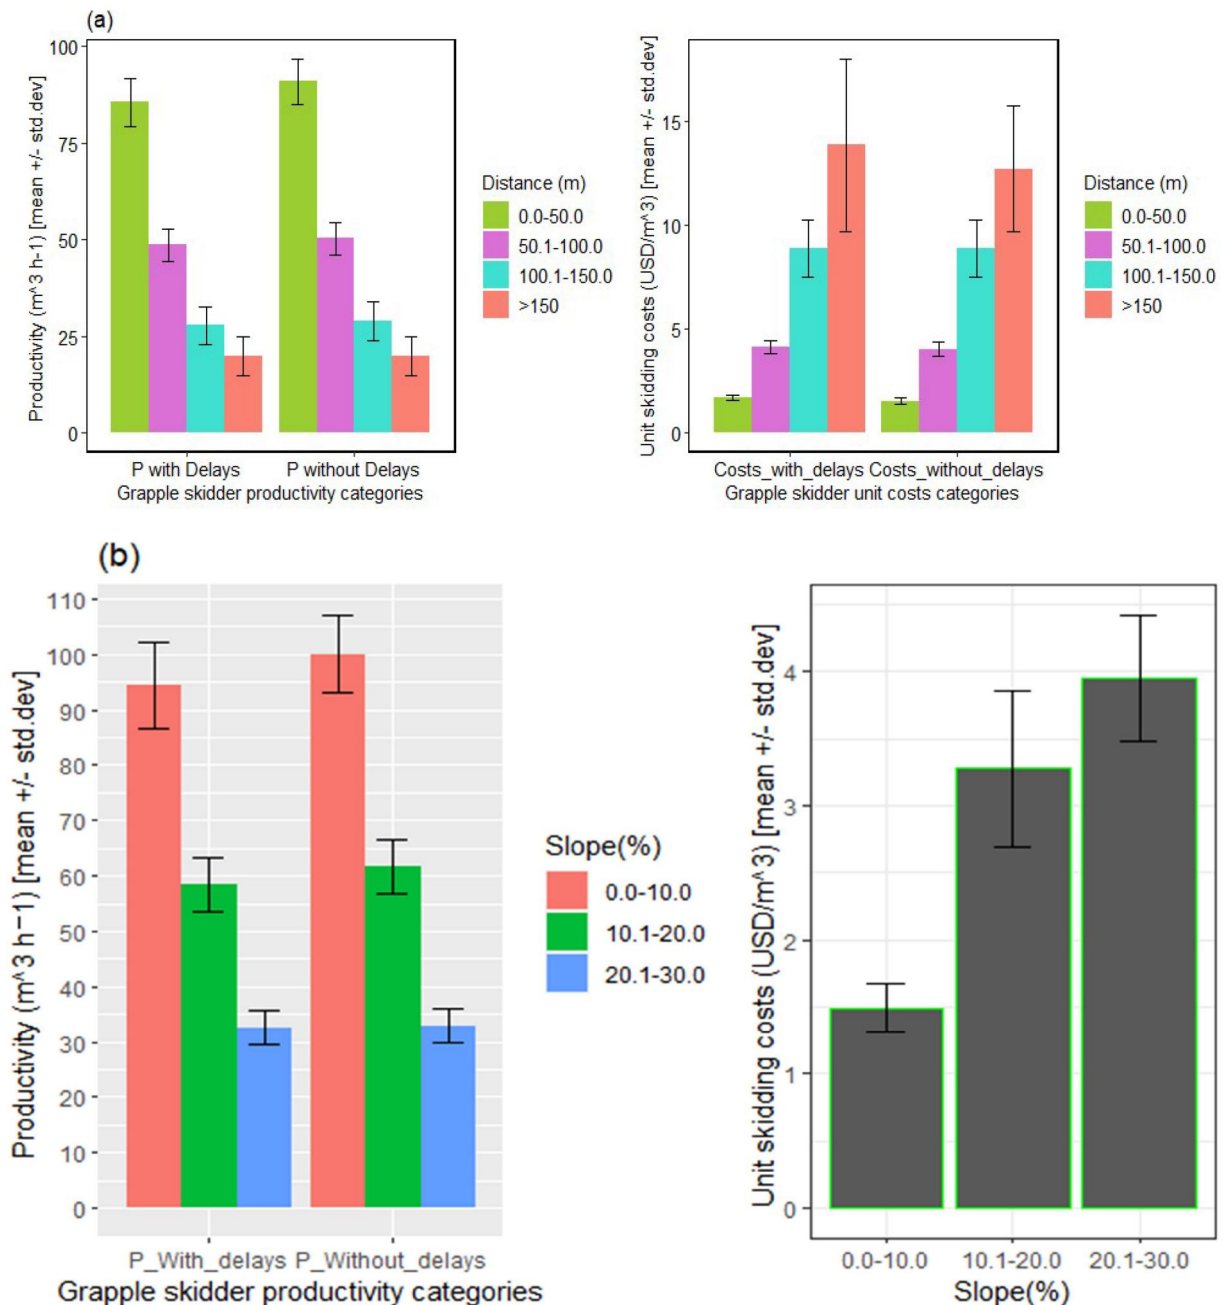 (a)
Productivity (m^3 h-1) [mean +/- std.dev]
100
75
50
25
0
P with Delays P without Delays
Grapple skidder productivity categories
Distance (m)
0.0-50.0
50.1-100.0
100.1-150.0
>150
Unit skidding costs (USD/m^3) [mean +/- std.dev]
15
10
5
0
Costs_with_delays Costs_without_delays
Grapple skidder unit costs categories
Distance (m)
0.0-50.0
50.1-100.0
100.1-150.0
>150
(b)
Productivity (m^3 h-1) [mean +/- std.dev]
110
100
90
80
70
60
50
40
30
20
10
0
P_With_delays P_Without_delays
Grapple skidder productivity categories
Slope(%)
0.0-10.0
10.1-20.0
20.1-30.0
Unit skidding costs (USD/m^3) [mean +/- std.dev]
4
3
2
1
0
0.0-10.0 10.1-20.0 20.1-30.0
Slope(%)